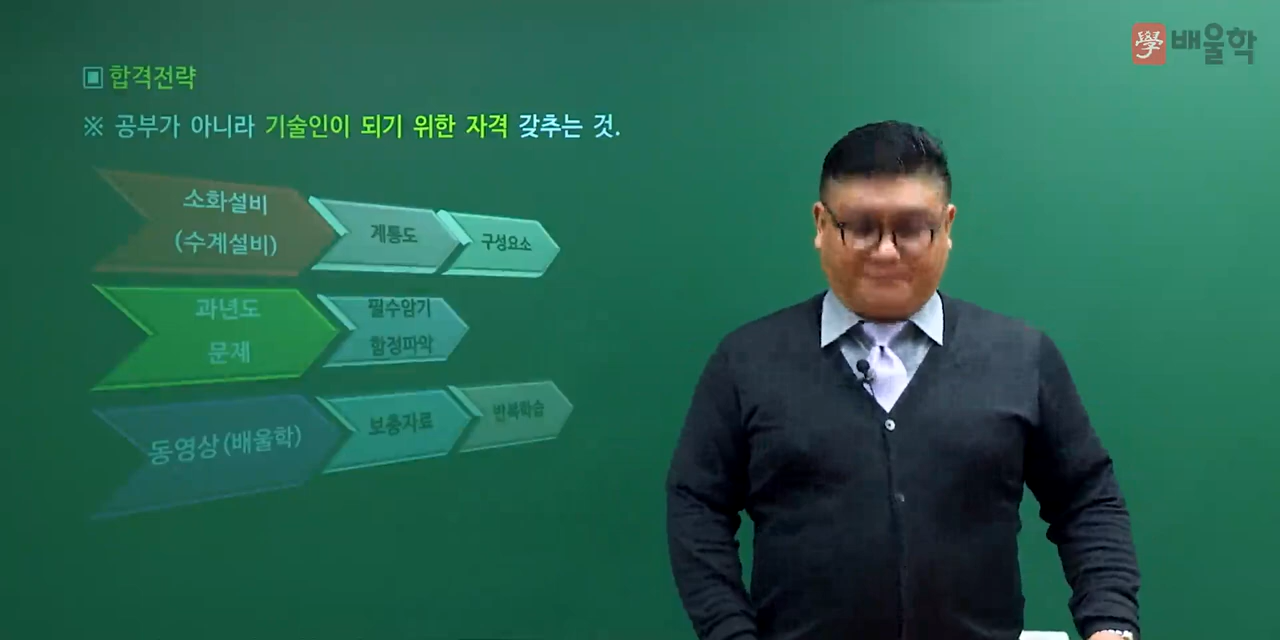 學배울학
합격전략
※ 공부가 아니라 기술인이 되기 위한 자격 갖추는 것.
소화설비
(수계설비)
계통도
구성요소
과년도
문제
필수암기
함정파악
동영상(배울학)
보충자료
반복학습